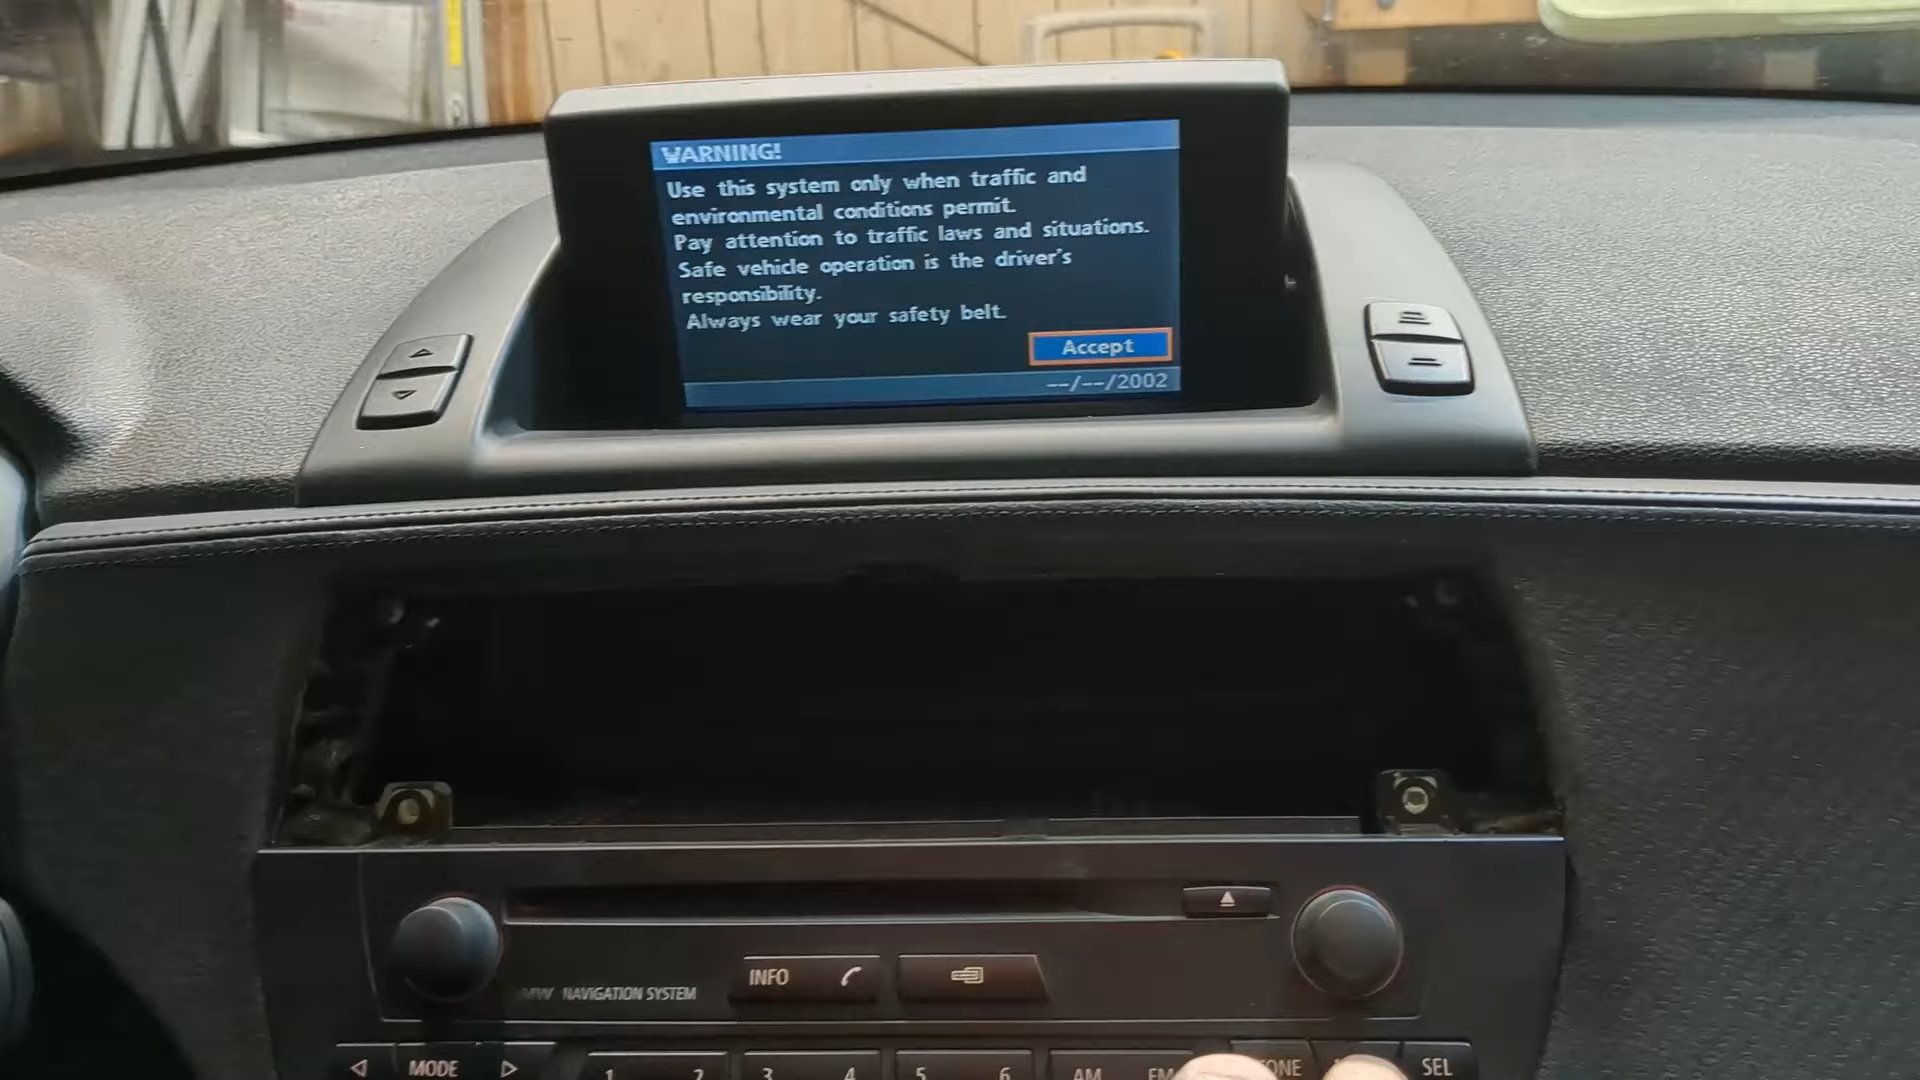 WARNING!
Use this system only when traffic and
environmental conditions permit.
Pay attention to traffic laws and situations.
Safe vehicle operation is the driver's
responsibility.
Always wear your safety belt.
Accept
--/--/2002
INFO
NAVIGATION SYSTEM
MODE
1 2 3 4 5 6 AM FM SEL